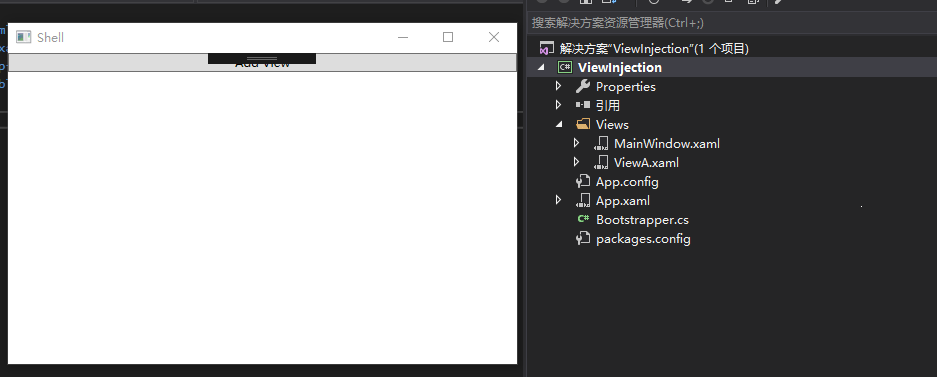 Shell
Add View
搜索解决方案资源管理器(Ctrl+;)
解决方案"ViewInjection"(1 个项目)
ViewInjection
Properties
引用
Views
MainWindow.xaml
ViewA.xaml
App.config
App.xaml
Bootstrapper.cs
packages.config